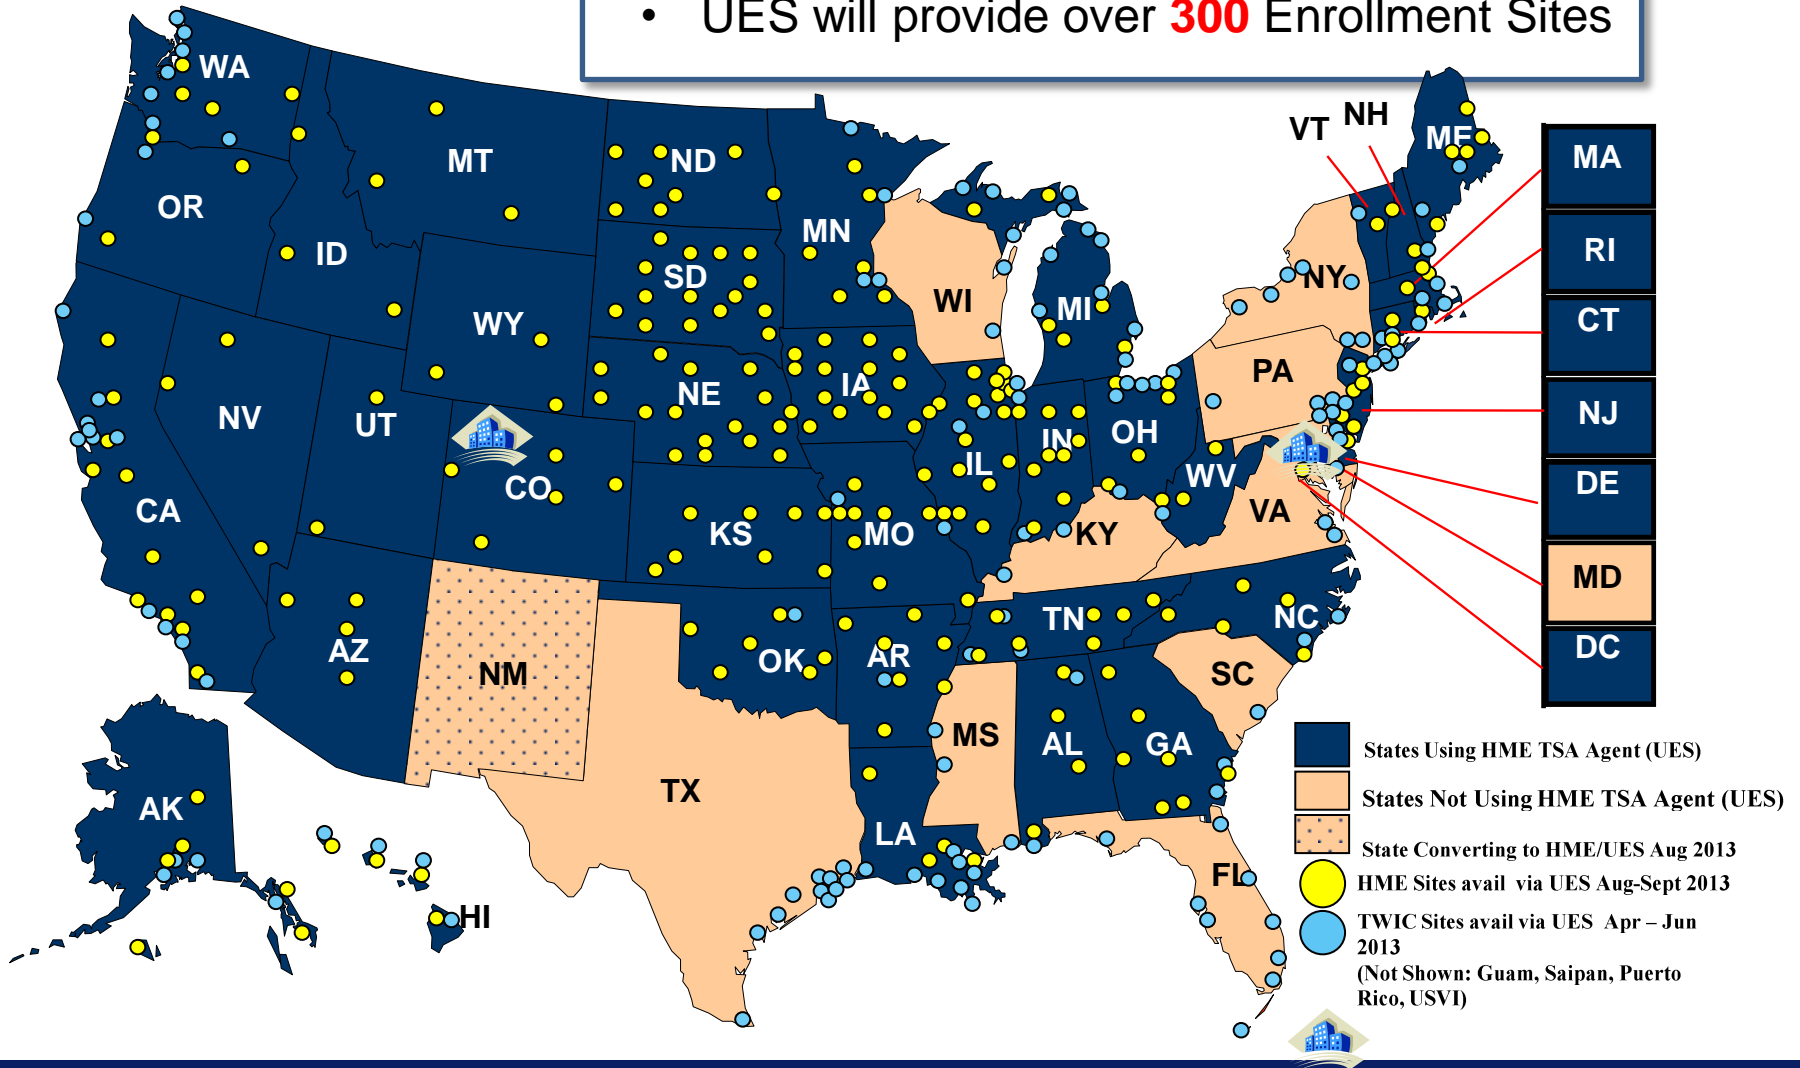 • UES will provide over 300 Enrollment Sites
WA
VT
NH
ME
MT
ND
MA
OR
MN
ID
RI
SD
WI
NY
MI
WY
CT
PA
NE
IA
NV
UT
NJ
OH
IN
IL
WV
CO
DE
CA
VA
KS
MO
KY
MD
TN
NC
AZ
OK
AR
DC
NM
SC
MS
AL
GA
States Using HME TSA Agent (UES)
TX
States Not Using HME TSA Agent (UES)
AK
LA
State Converting to HME/UES Aug 2013
FL
HME Sites avail via UES Aug-Sept 2013
HI
TWIC Sites avail via UES Apr – Jun
2013
(Not Shown: Guam, Saipan, Puerto
Rico, USVI)